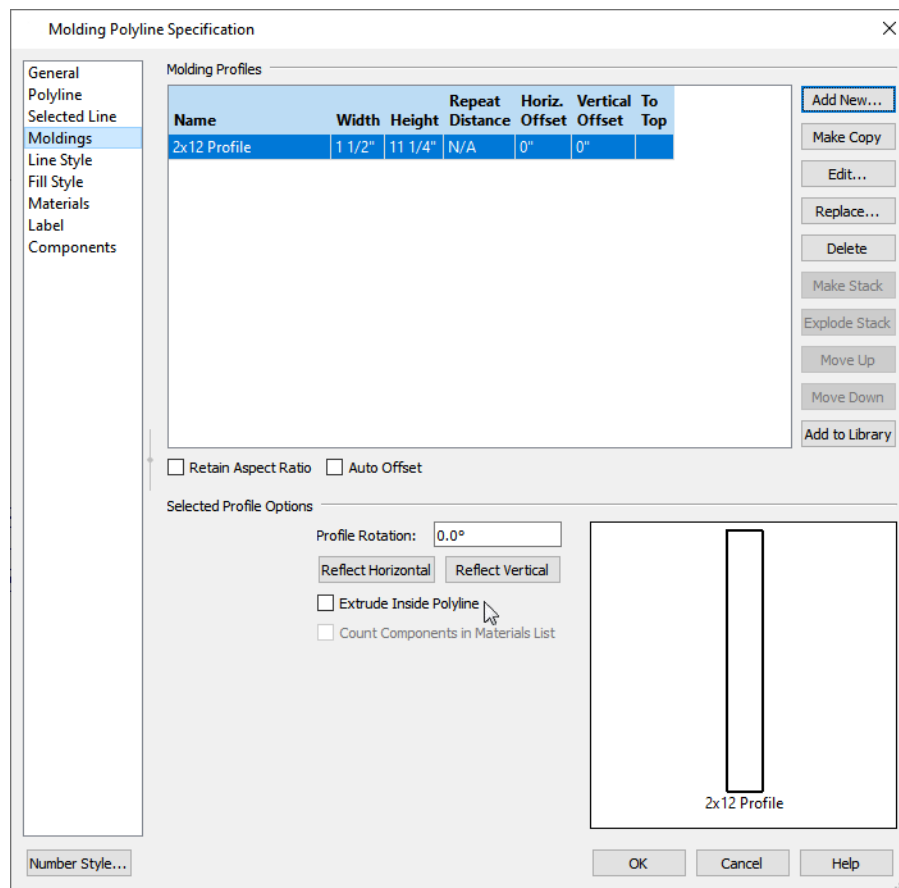 Molding Polyline Specification
General
Polyline
Selected Line
Moldings
Line Style
Fill Style
Materials
Label
Components
Molding Profiles
Name Width Height Repeat Distance Horiz. Offset Vertical Offset To Top
2x12 Profile 1 1/2" 11 1/4" N/A 0" 0"
Add New...
Make Copy
Edit...
Replace...
Delete
Make Stack
Explode Stack
Move Up
Move Down
Add to Library
Retain Aspect Ratio Auto Offset
Selected Profile Options
Profile Rotation: 0.0°
Reflect Horizontal Reflect Vertical
Extrude Inside Polyline
Count Components in Materials List
2x12 Profile
Number Style... OK Cancel Help